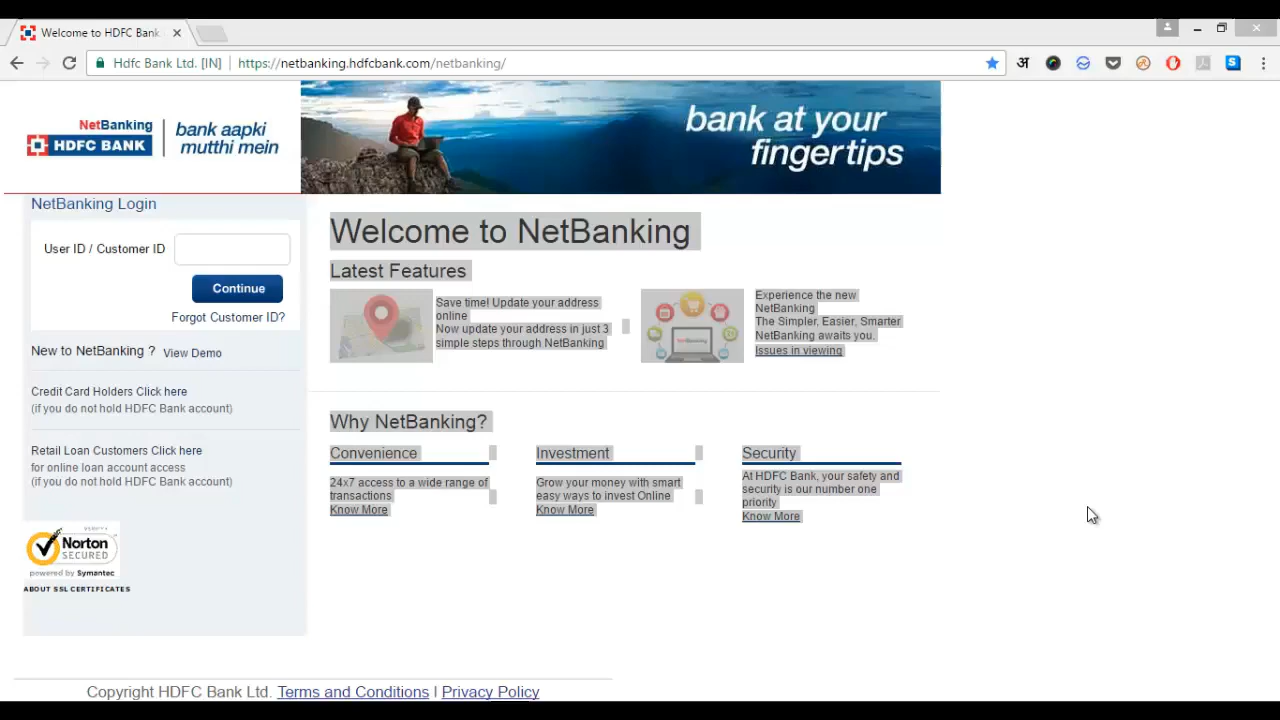 Welcome to HDFC Bank
Hdfc Bank Ltd. [IN] https://netbanking.hdfcbank.com/netbanking/
अ
NetBanking
HDFC BANK
bank aapki
mutthi mein
bank at your
fingertips
NetBanking Login
User ID / Customer ID
Continue
Forgot Customer ID?
New to NetBanking ? View Demo
Credit Card Holders Click here
(if you do not hold HDFC Bank account)
Retail Loan Customers Click here
for online loan account access
(if you do not hold HDFC Bank account)
Norton
SECURED
powered by Symantec
ABOUT SSL CERTIFICATES
Welcome to NetBanking
Latest Features
Save time! Update your address
online
Now update your address in just 3
simple steps through NetBanking
Experience the new
NetBanking
The Simpler, Easier, Smarter
NetBanking awaits you.
Issues in viewing
Why NetBanking?
Convenience
24x7 access to a wide range of
transactions
Know More
Investment
Grow your money with smart
easy ways to invest Online
Know More
Security
At HDFC Bank, your safety and
security is our number one
priority
Know More
Copyright HDFC Bank Ltd. Terms and Conditions | Privacy Policy